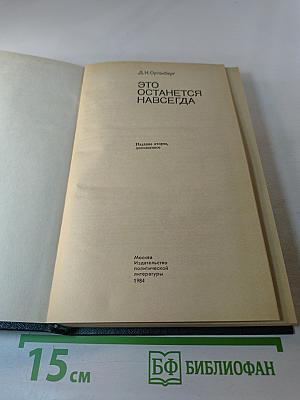 Д.И.Ортенберг
ЭТО
ОСТАНЕТСЯ
НАВСЕГДА
Издание второе,
дополненное
Москва
Издательство
политической
литературы
1984
15 см
БФ БИБЛИОФАН